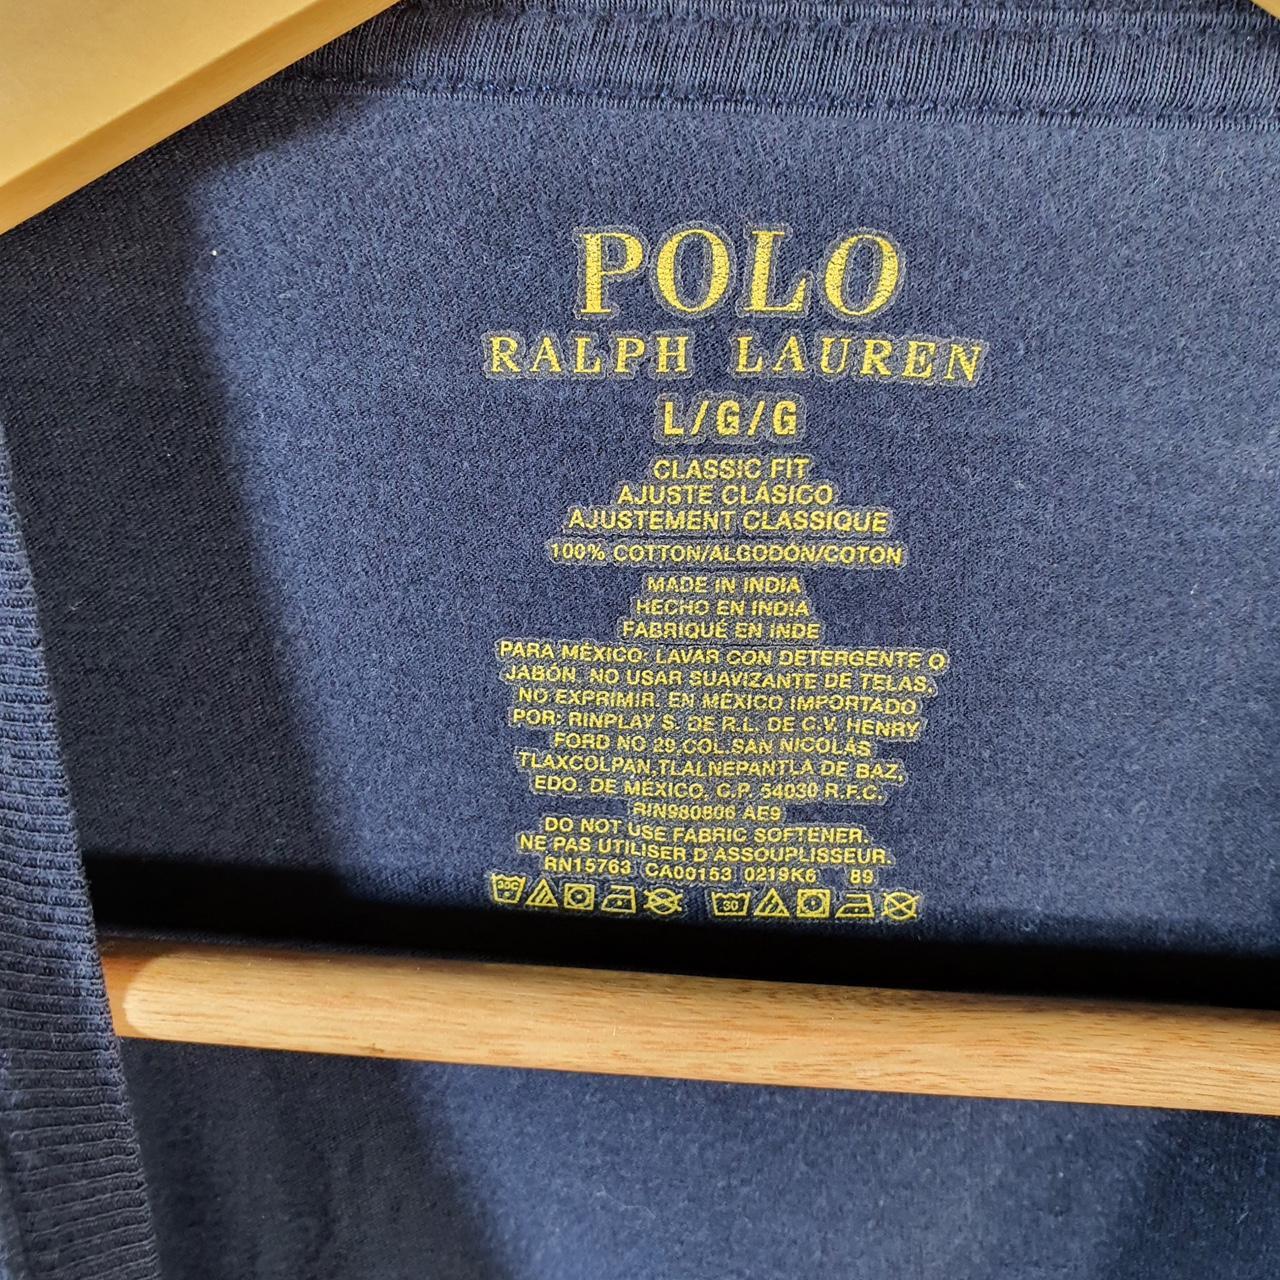 POLO
RALPH LAUREN
L/G/G
CLASSIC FIT
AJUSTE CLÁSICO
AJUSTEMENT CLASSIQUE
100% COTTON/ALGODÓN/COTON
MADE IN INDIA
HECHO EN INDIA
FABRIQUÉ EN INDE
PARA MÉXICO: LAVAR CON DETERGENTE O
JABÓN. NO USAR SUAVIZANTE DE TELAS.
NO EXPRIMIR. EN MÉXICO IMPORTADO
POR: RINPLAY S. DE R.L. DE C.V. HENRY
FORD NO 29,COL.SAN NICOLÁS
TLAXCOLPAN,TLALNEPANTLA DE BAZ,
EDO. DE MÉXICO, C.P. 54030 R.F.C.
RIN980806 AE9
DO NOT USE FABRIC SOFTENER.
NE PAS UTILISER D'ASSOUPLISSEUR.
RN15763 CA00153 0219K6 89
30C 30